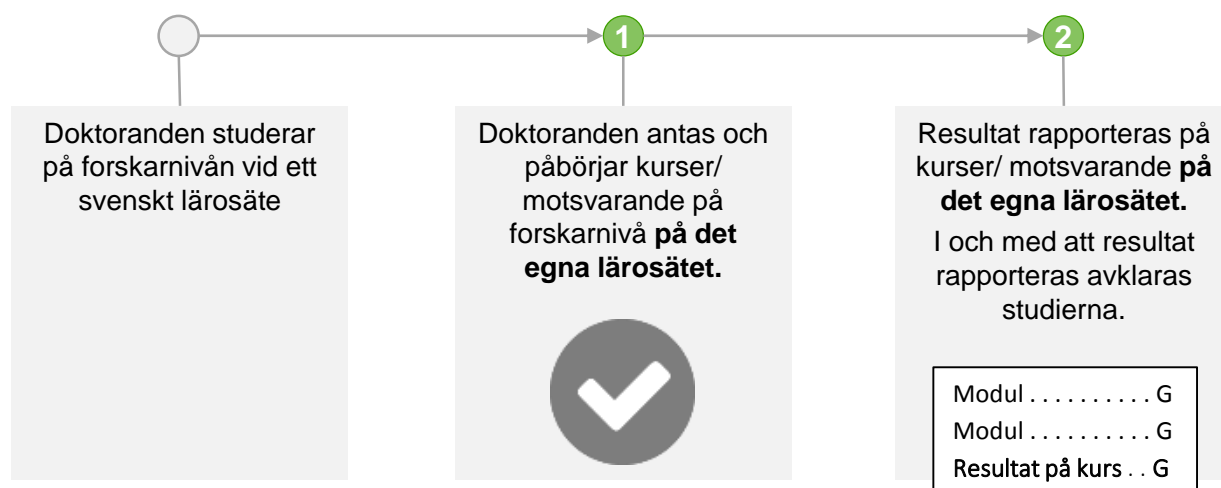 1
2
Doktoranden studerar
på forskarnivån vid ett
svenskt lärosäte
Doktoranden antas och
påbörjar kurser/
motsvarande på
forskarnivå på det
egna lärosätet.
Resultat rapporteras på
kurser/ motsvarande på
det egna lärosätet.
I och med att resultat
rapporteras avklaras
studierna.
Modul . . . . . . . . . . G
Modul . . . . . . . . . . G
Resultat på kurs . . G